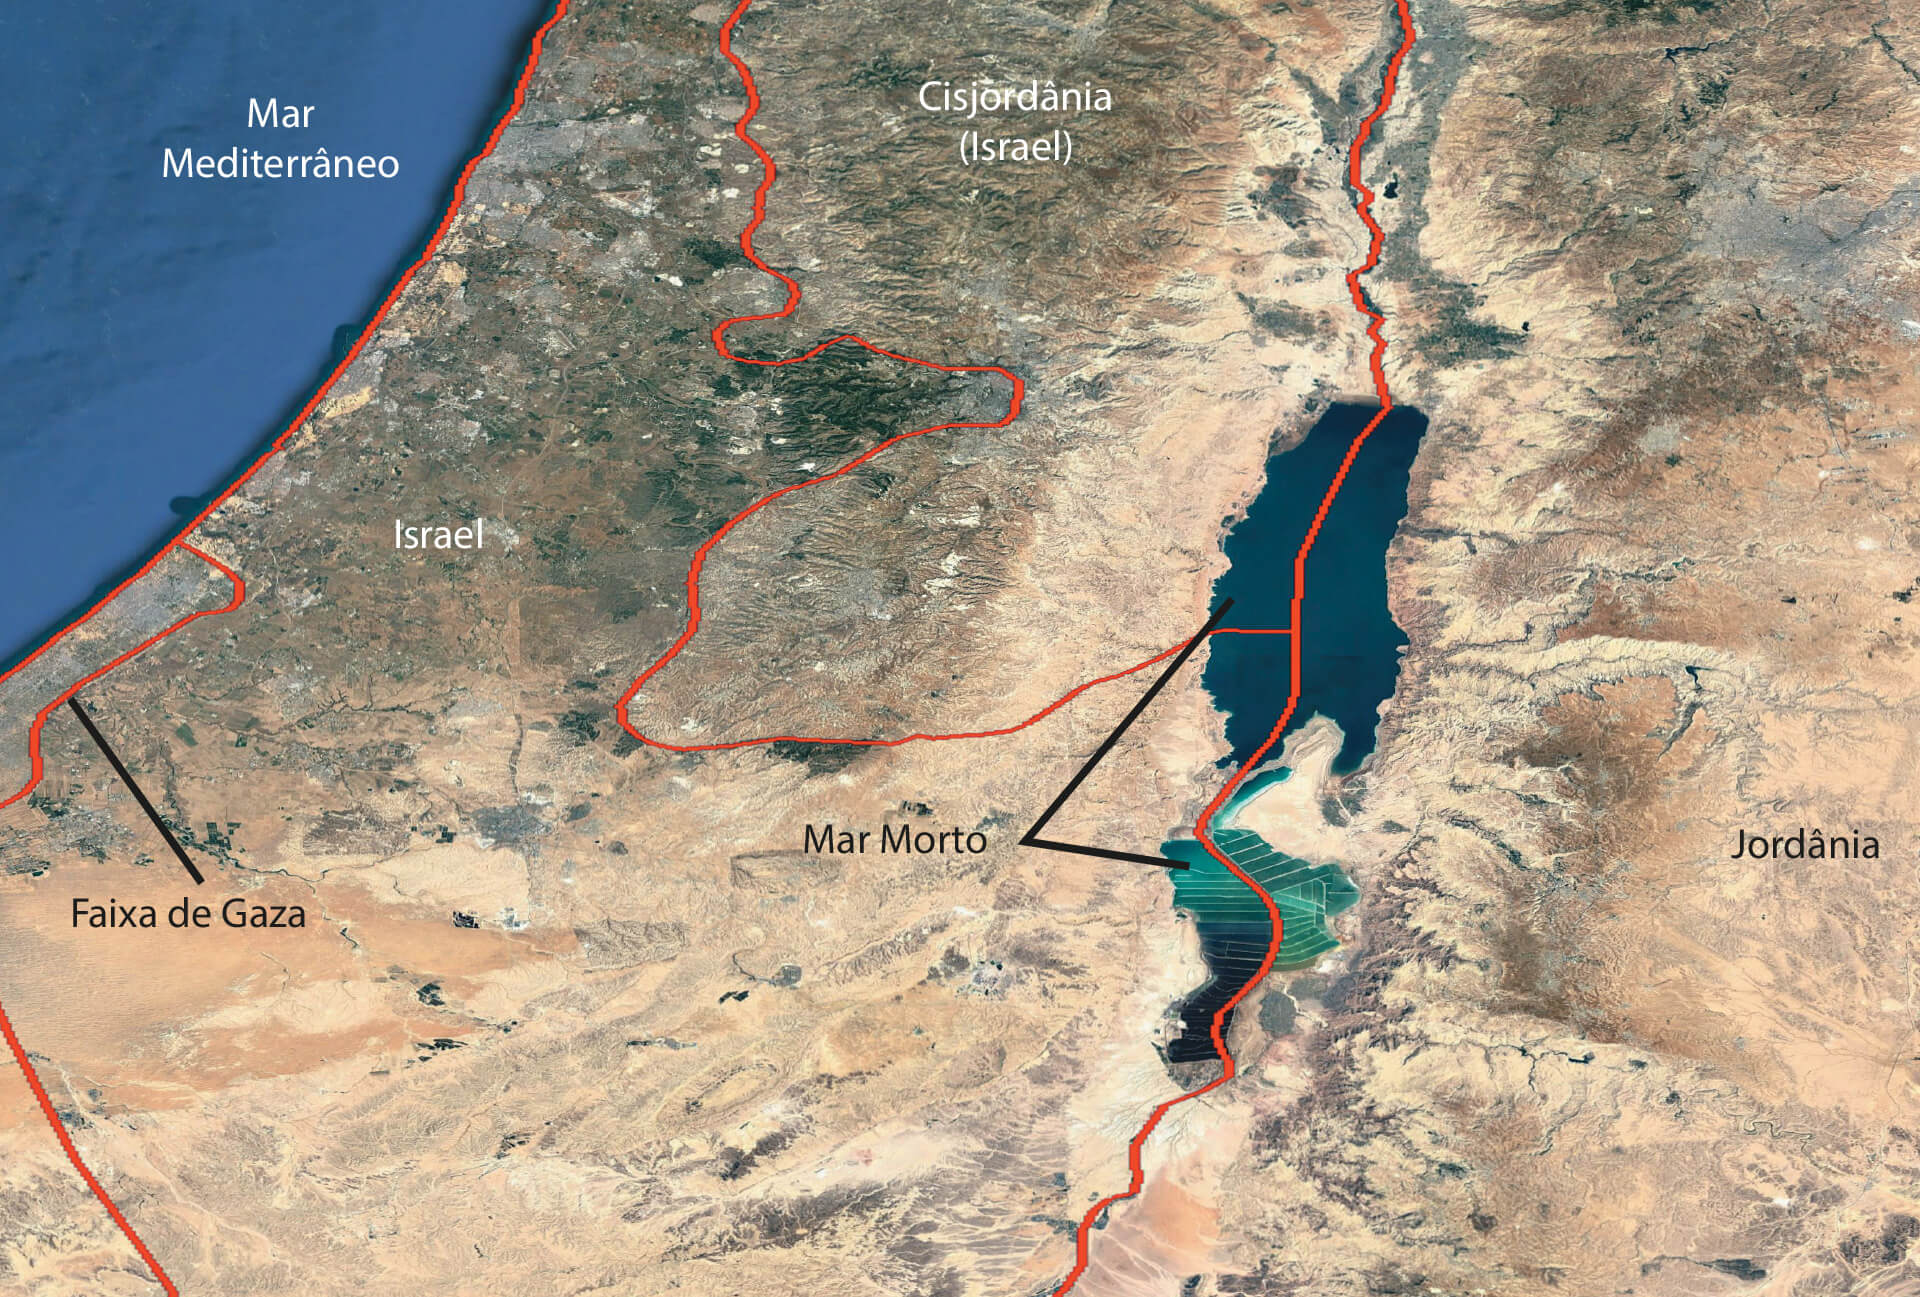 Mar
Mediterrâneo
Cisjordânia
(Israel)
Israel
Mar Morto
Jordânia
Faixa de Gaza